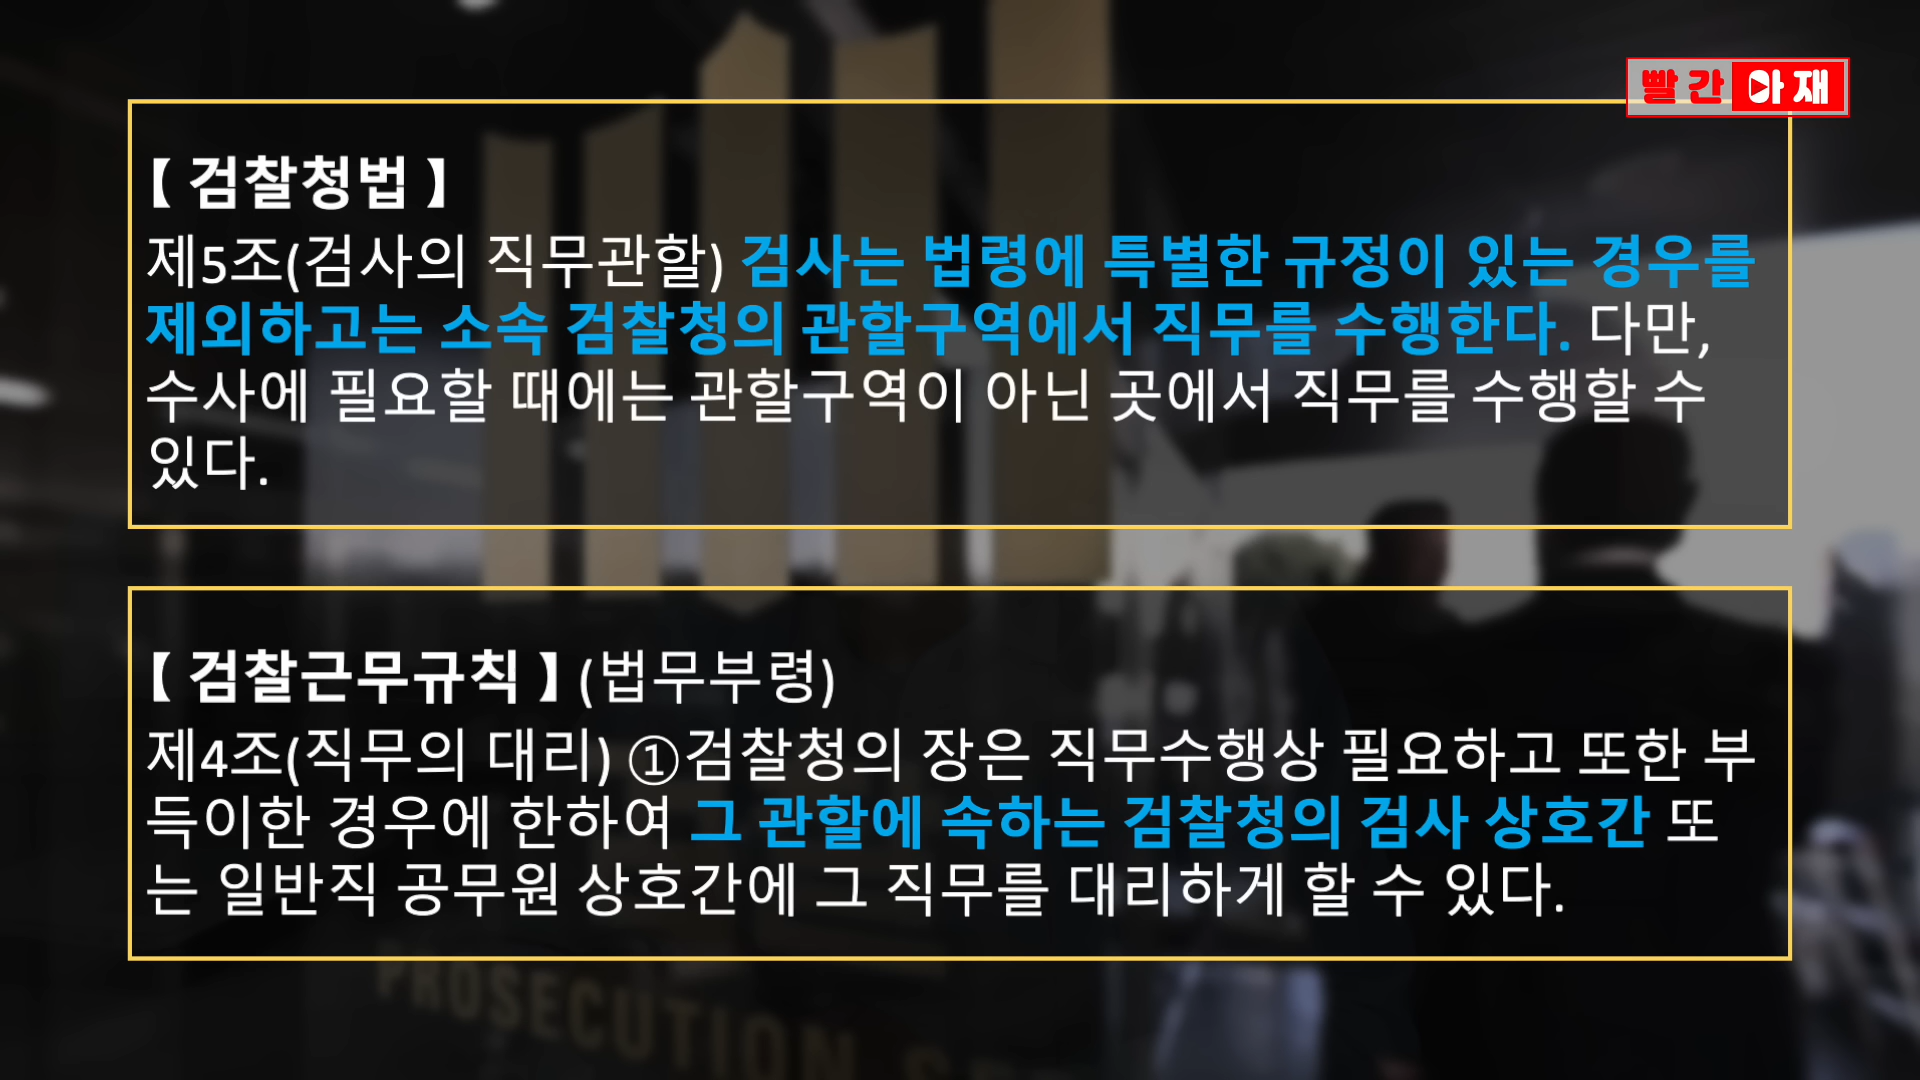 빨간 아재
【 검찰청법 】
제5조(검사의 직무관할) 검사는 법령에 특별한 규정이 있는 경우를
제외하고는 소속 검찰청의 관할구역에서 직무를 수행한다. 다만,
수사에 필요할 때에는 관할구역이 아닌 곳에서 직무를 수행할 수
있다.
【 검찰근무규칙 】 (법무부령)
제4조(직무의 대리) ①검찰청의 장은 직무수행상 필요하고 또한 부
득이한 경우에 한하여 그 관할에 속하는 검찰청의 검사 상호간 또
는 일반직 공무원 상호간에 그 직무를 대리하게 할 수 있다.
PROSECUTION